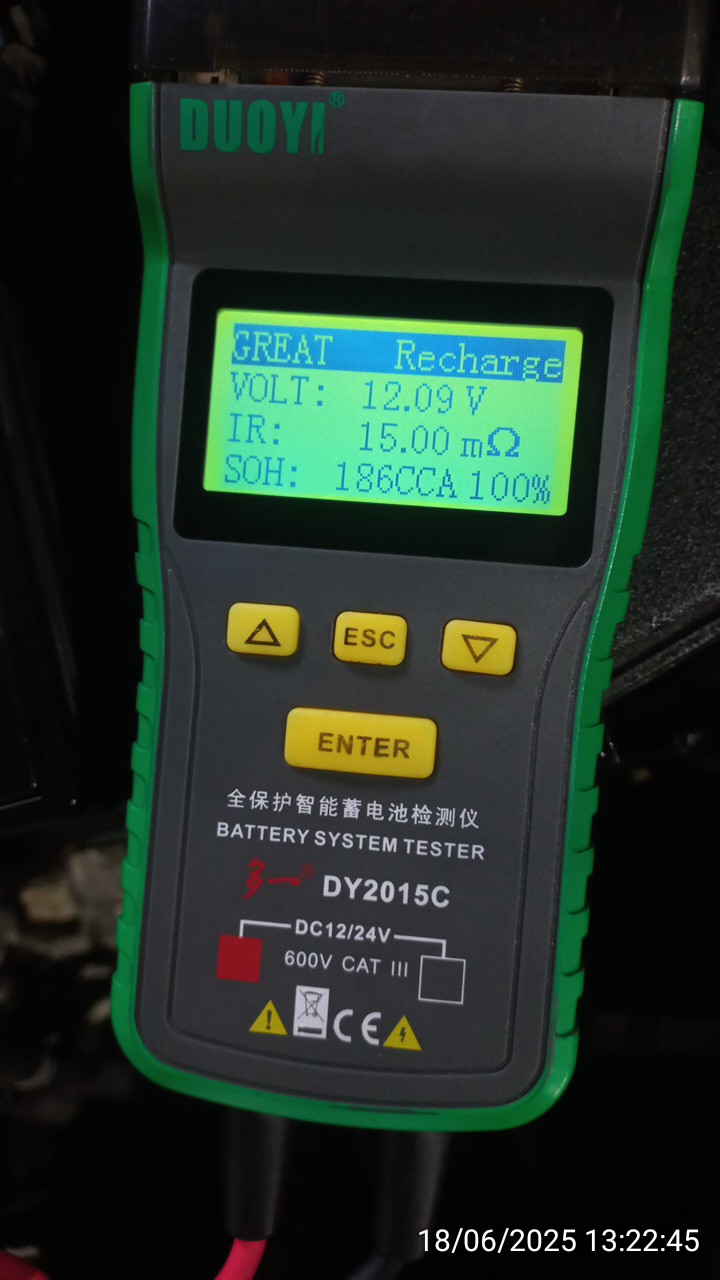 DUOYI®
GREAT Recharge
VOLT: 12.09 V
IR: 15.00 mΩ
SOH: 186CCA 100%
ESC
ENTER
全保护智能蓄电池检测仪
BATTERY SYSTEM TESTER
多一® DY2015C
DC12/24V
600V CAT III
CE
18/06/2025 13:22:45